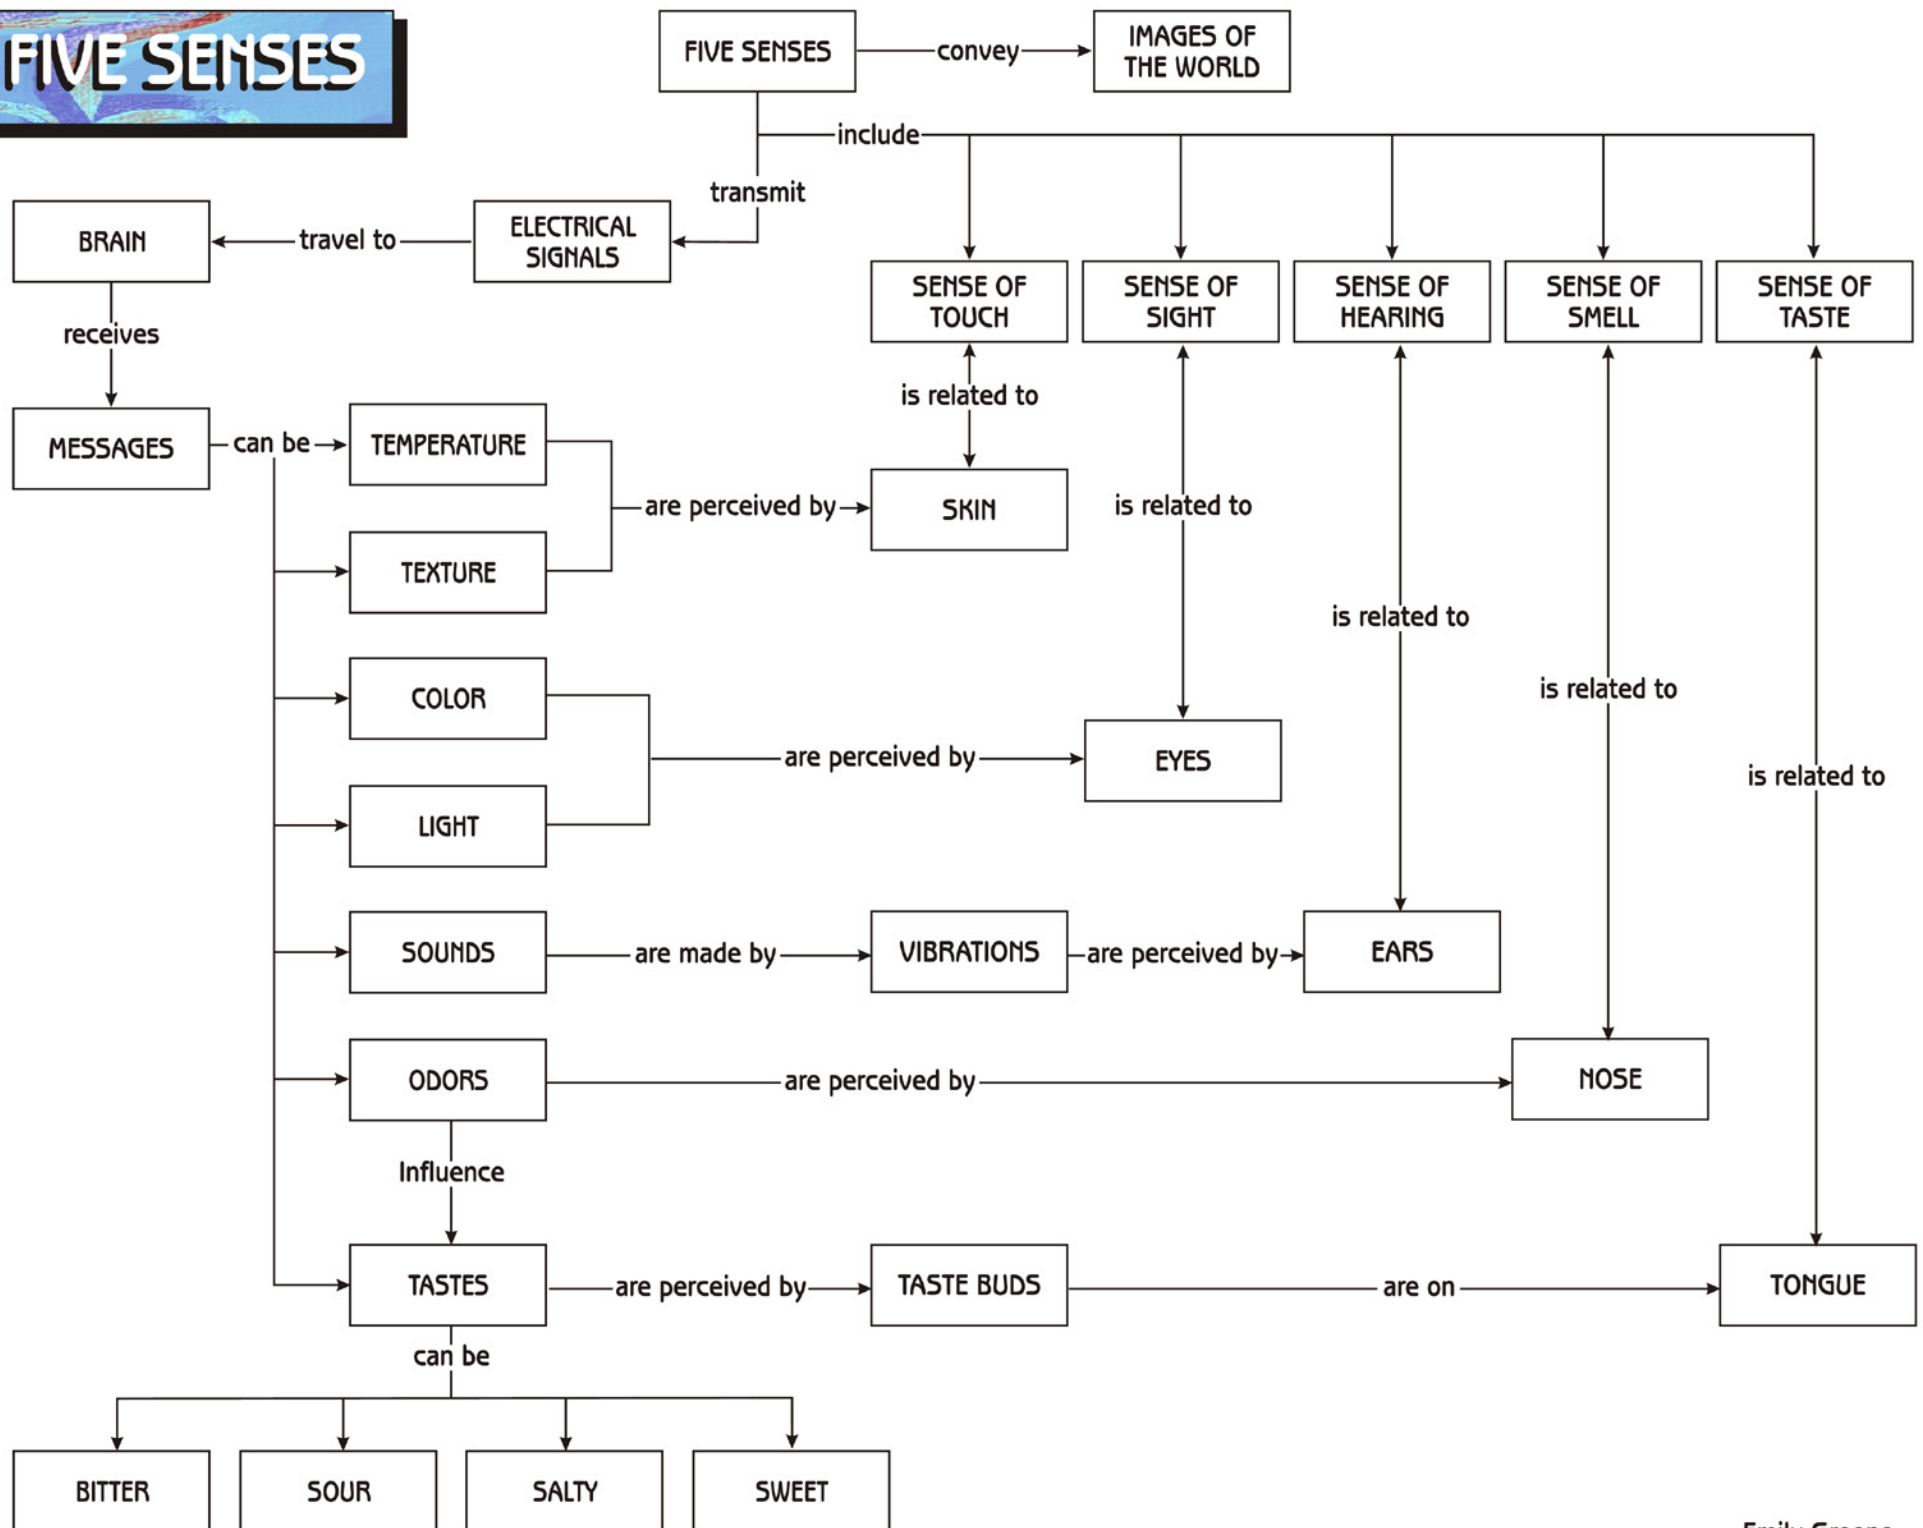 FIVE SENSES
FIVE SENSES
convey
IMAGES OF
THE WORLD
include
transmit
BRAIN
travel to
ELECTRICAL
SIGNALS
SENSE OF
TOUCH
SENSE OF
SIGHT
SENSE OF
HEARING
SENSE OF
SMELL
SENSE OF
TASTE
receives
is related to
MESSAGES
can be
TEMPERATURE
are perceived by
SKIN
is related to
TEXTURE
is related to
COLOR
is related to
are perceived by
EYES
is related to
LIGHT
SOUNDS
are made by
VIBRATIONS
are perceived by
EARS
ODORS
are perceived by
NOSE
Influence
TASTES
are perceived by
TASTE BUDS
are on
TONGUE
can be
BITTER
SOUR
SALTY
SWEET